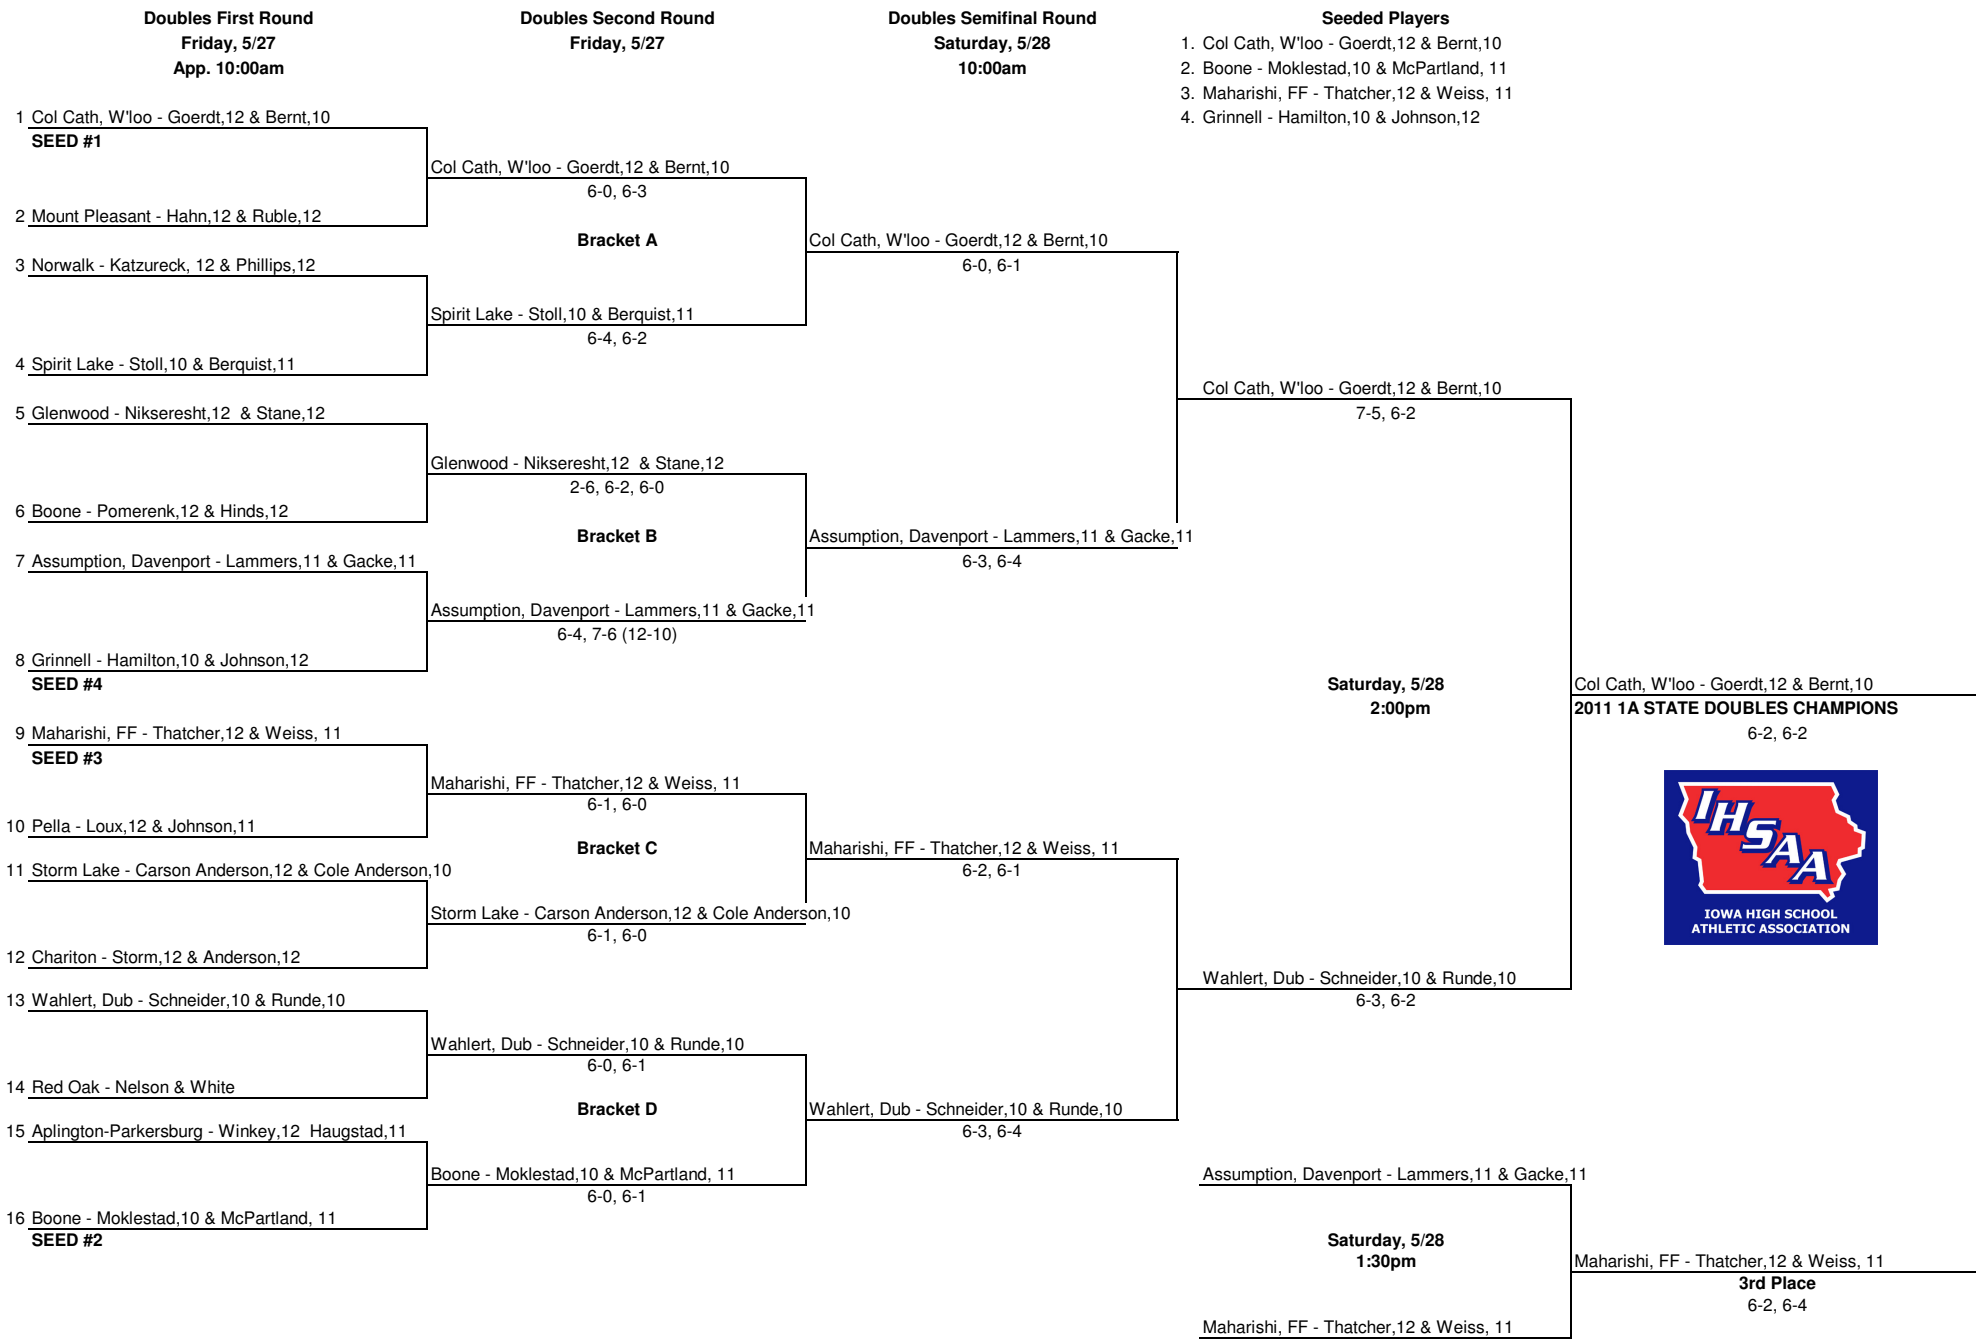 Doubles First Round
Friday, 5/27
App. 10:00am
Doubles Second Round
Friday, 5/27
Doubles Semifinal Round
Saturday, 5/28
10:00am
Seeded Players
1. Col Cath, W'loo - Goerdt,12 & Bernt,10
2. Boone - Moklestad,10 & McPartland, 11
3. Maharishi, FF - Thatcher,12 & Weiss, 11
4. Grinnell - Hamilton,10 & Johnson,12
1 Col Cath, W'loo - Goerdt,12 & Bernt,10
SEED #1
2 Mount Pleasant - Hahn,12 & Ruble,12
3 Norwalk - Katzureck, 12 & Phillips,12
4 Spirit Lake - Stoll,10 & Berquist,11
5 Glenwood - Nikseresht,12  & Stane,12
6 Boone - Pomerenk,12 & Hinds,12
7 Assumption, Davenport - Lammers,11 & Gacke,11
8 Grinnell - Hamilton,10 & Johnson,12
SEED #4
9 Maharishi, FF - Thatcher,12 & Weiss, 11
SEED #3
10 Pella - Loux,12 & Johnson,11
11 Storm Lake - Carson Anderson,12 & Cole Anderson,10
12 Chariton - Storm,12 & Anderson,12
13 Wahlert, Dub - Schneider,10 & Runde,10
14 Red Oak - Nelson & White
15 Aplington-Parkersburg - Winkey,12  Haugstad,11
16 Boone - Moklestad,10 & McPartland, 11
SEED #2
Col Cath, W'loo - Goerdt,12 & Bernt,10
6-0, 6-3
Bracket A
Spirit Lake - Stoll,10 & Berquist,11
6-4, 6-2
Glenwood - Nikseresht,12  & Stane,12
2-6, 6-2, 6-0
Bracket B
Assumption, Davenport - Lammers,11 & Gacke,11
6-4, 7-6 (12-10)
Maharishi, FF - Thatcher,12 & Weiss, 11
6-1, 6-0
Bracket C
Storm Lake - Carson Anderson,12 & Cole Anderson,10
6-1, 6-0
Wahlert, Dub - Schneider,10 & Runde,10
6-0, 6-1
Bracket D
Boone - Moklestad,10 & McPartland, 11
6-0, 6-1
Col Cath, W'loo - Goerdt,12 & Bernt,10
6-0, 6-1
Assumption, Davenport - Lammers,11 & Gacke,11
6-3, 6-4
Maharishi, FF - Thatcher,12 & Weiss, 11
6-2, 6-1
Wahlert, Dub - Schneider,10 & Runde,10
6-3, 6-4
Col Cath, W'loo - Goerdt,12 & Bernt,10
7-5, 6-2
Saturday, 5/28
2:00pm
Wahlert, Dub - Schneider,10 & Runde,10
6-3, 6-2
Col Cath, W'loo - Goerdt,12 & Bernt,10
2011 1A STATE DOUBLES CHAMPIONS
6-2, 6-2
IHSAA
IOWA HIGH SCHOOL
ATHLETIC ASSOCIATION
Assumption, Davenport - Lammers,11 & Gacke,11
Saturday, 5/28
1:30pm
Maharishi, FF - Thatcher,12 & Weiss, 11
Maharishi, FF - Thatcher,12 & Weiss, 11
3rd Place
6-2, 6-4